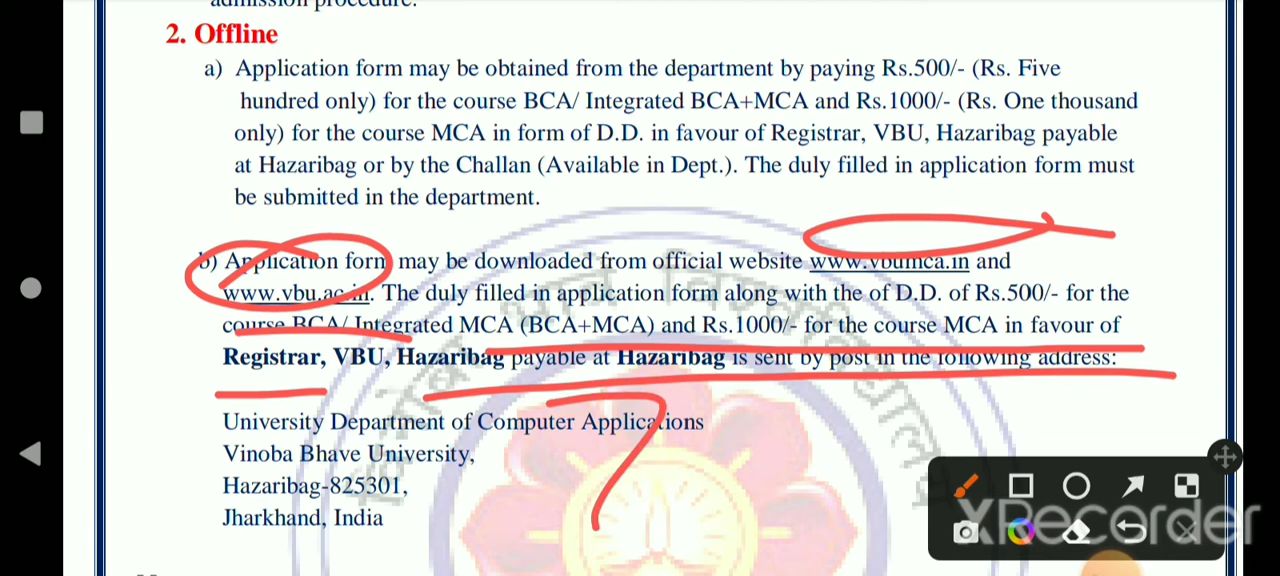 admission procedure.
2. Offline
a) Application form may be obtained from the department by paying Rs.500/- (Rs. Five
hundred only) for the course BCA/ Integrated BCA+MCA and Rs.1000/- (Rs. One thousand
only) for the course MCA in form of D.D. in favour of Registrar, VBU, Hazaribag payable
at Hazaribag or by the Challan (Available in Dept.). The duly filled in application form must
be submitted in the department.
b) Application form may be downloaded from official website www.vbumca.in and
www.vbu.ac.in. The duly filled in application form along with the of D.D. of Rs.500/- for the
course BCA/ Integrated MCA (BCA+MCA) and Rs.1000/- for the course MCA in favour of
Registrar, VBU, Hazaribag payable at Hazaribag is sent by post in the following address:
University Department of Computer Applications
Vinoba Bhave University,
Hazaribag-825301,
Jharkhand, India
XRecorder